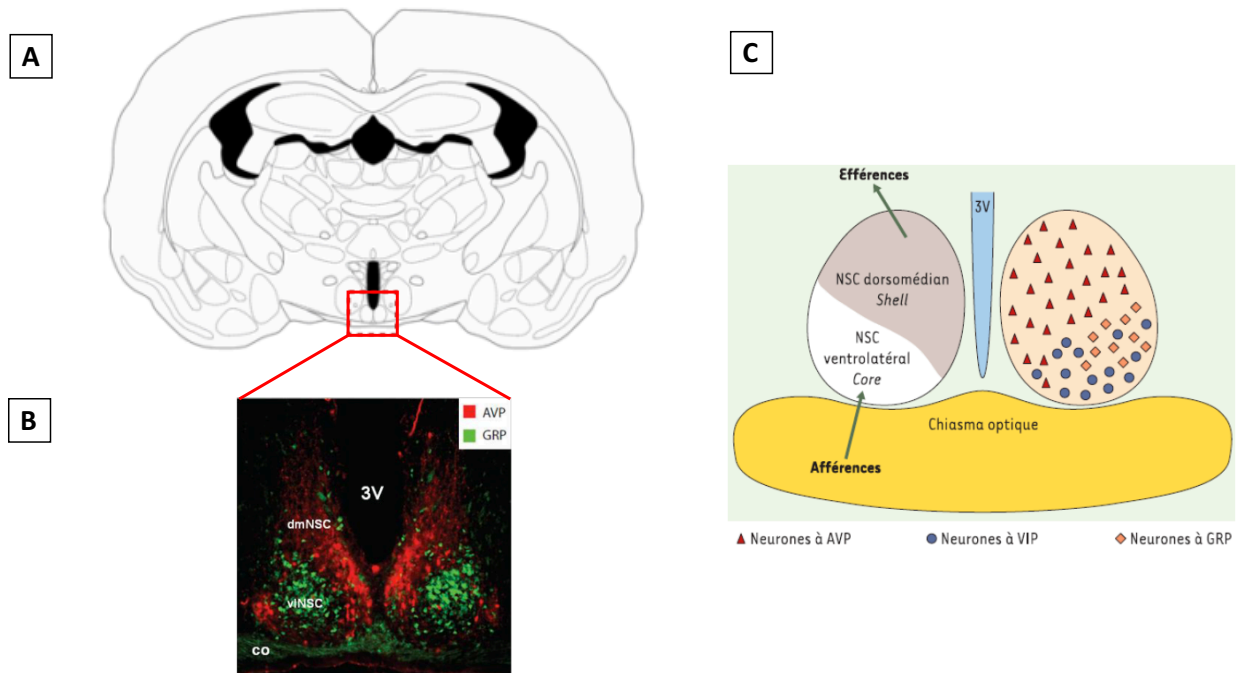 A
B
AVP
GRP
3V
dmNSC
vlNSC
co
C
Efférences
3V
NSC dorsomédian
Shell
NSC
ventrolatéral
Core
Chiasma optique
Afférences
Neurones à AVP
Neurones à VIP
Neurones à GRP